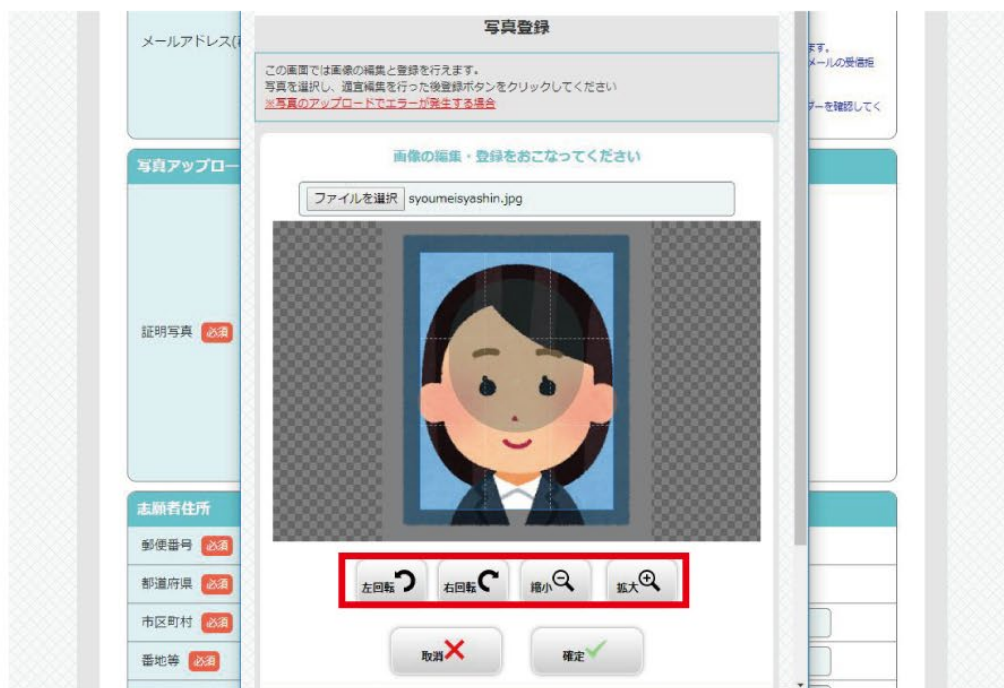 写真登録
メールアドレス(
ます。
メールの受信拒
この画面では画像の編集と登録を行えます。
写真を選択し、適宜編集を行った後登録ボタンをクリックしてください
※写真のアップロードでエラーが発生する場合
ダーを確認してく
写真アップロー
画像の編集・登録をおこなってください
ファイルを選択 syoumeisyashin.jpg
証明写真 必須
志願者住所
郵便番号 必須
都道府県 必須
市区町村 必須
番地等 必須
左回転 右回転 縮小 拡大
取消 確定